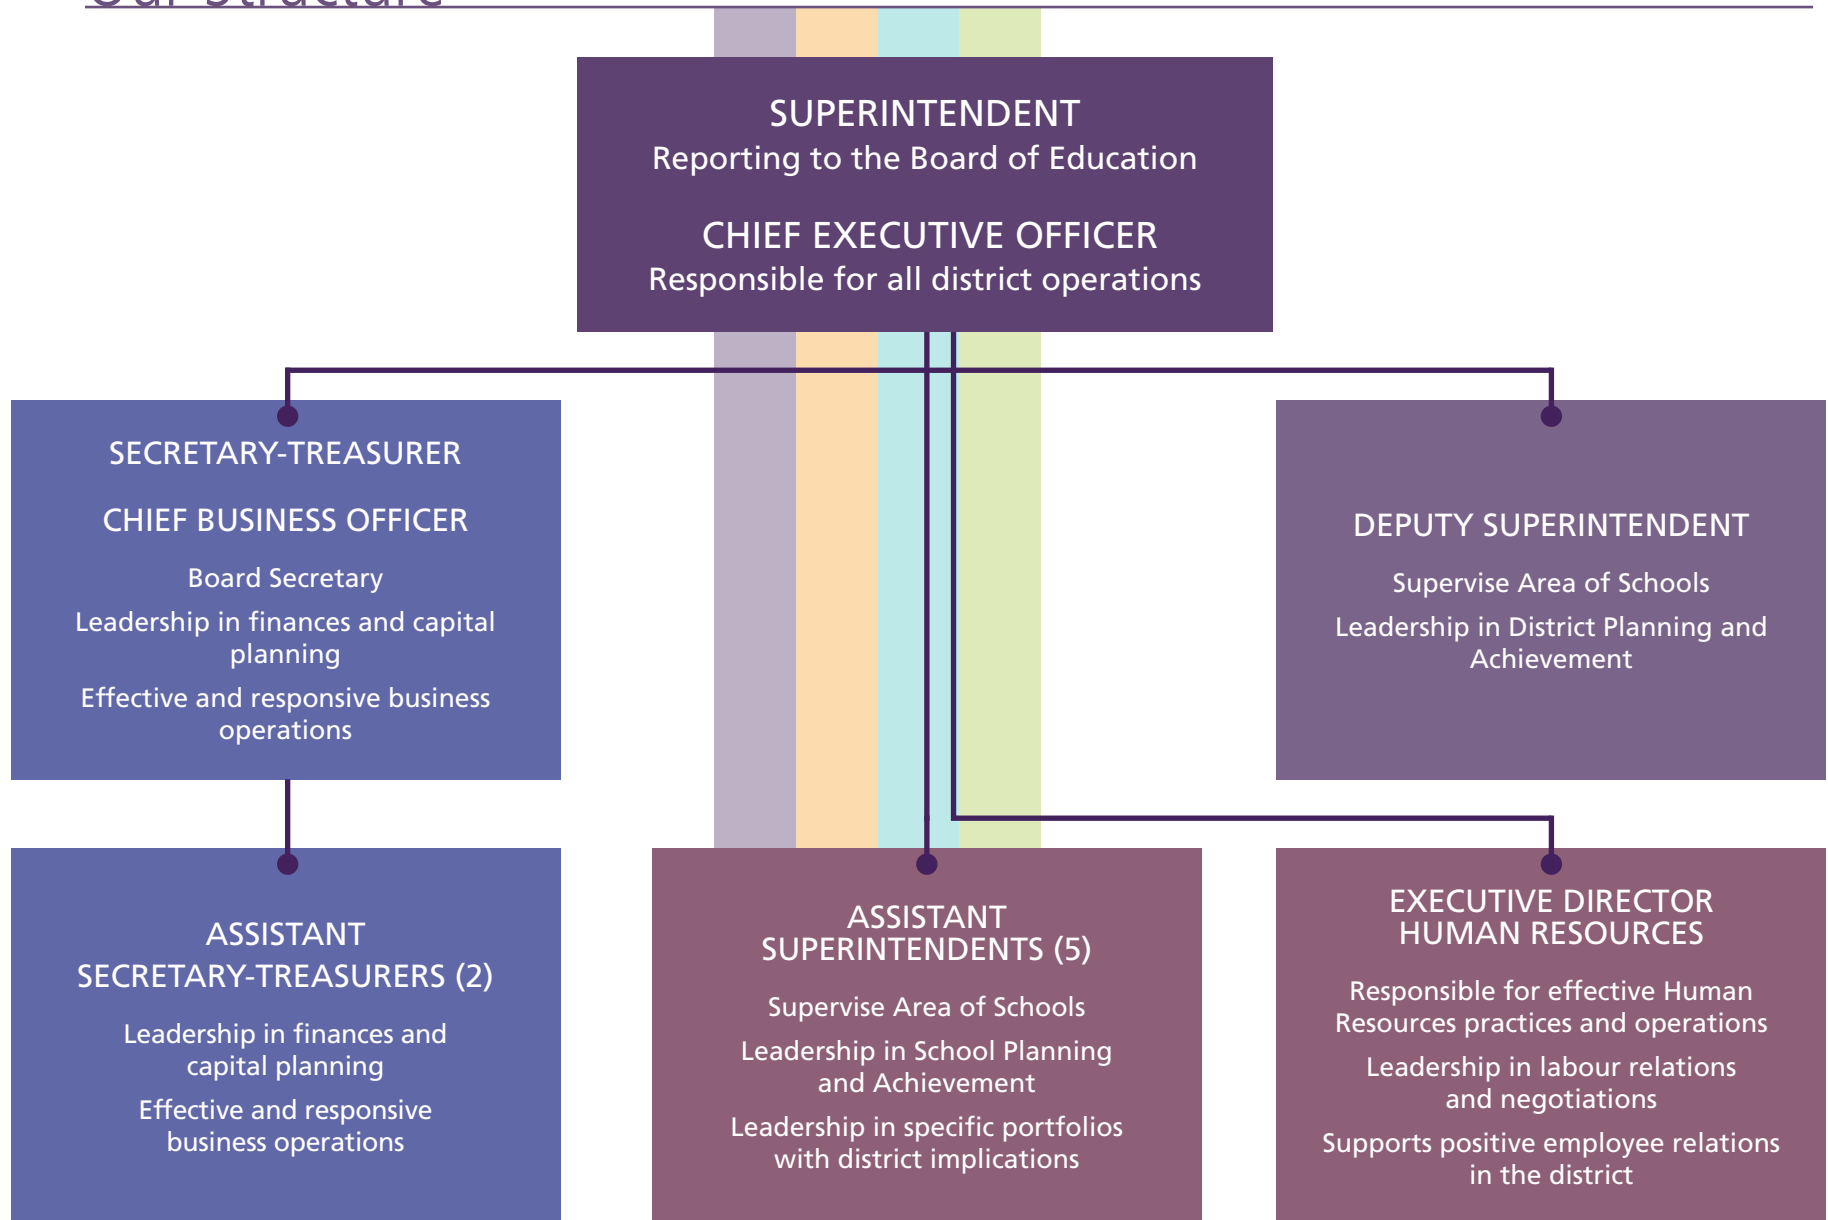 Our Structure
SUPERINTENDENT
Reporting to the Board of Education
CHIEF EXECUTIVE OFFICER
Responsible for all district operations
SECRETARY-TREASURER
CHIEF BUSINESS OFFICER
Board Secretary
Leadership in finances and capital
planning
Effective and responsive business
operations
DEPUTY SUPERINTENDENT
Supervise Area of Schools
Leadership in District Planning and
Achievement
ASSISTANT
SECRETARY-TREASURERS (2)
Leadership in finances and
capital planning
Effective and responsive
business operations
ASSISTANT
SUPERINTENDENTS (5)
Supervise Area of Schools
Leadership in School Planning
and Achievement
Leadership in specific portfolios
with district implications
EXECUTIVE DIRECTOR
HUMAN RESOURCES
Responsible for effective Human
Resources practices and operations
Leadership in labour relations
and negotiations
Supports positive employee relations
in the district